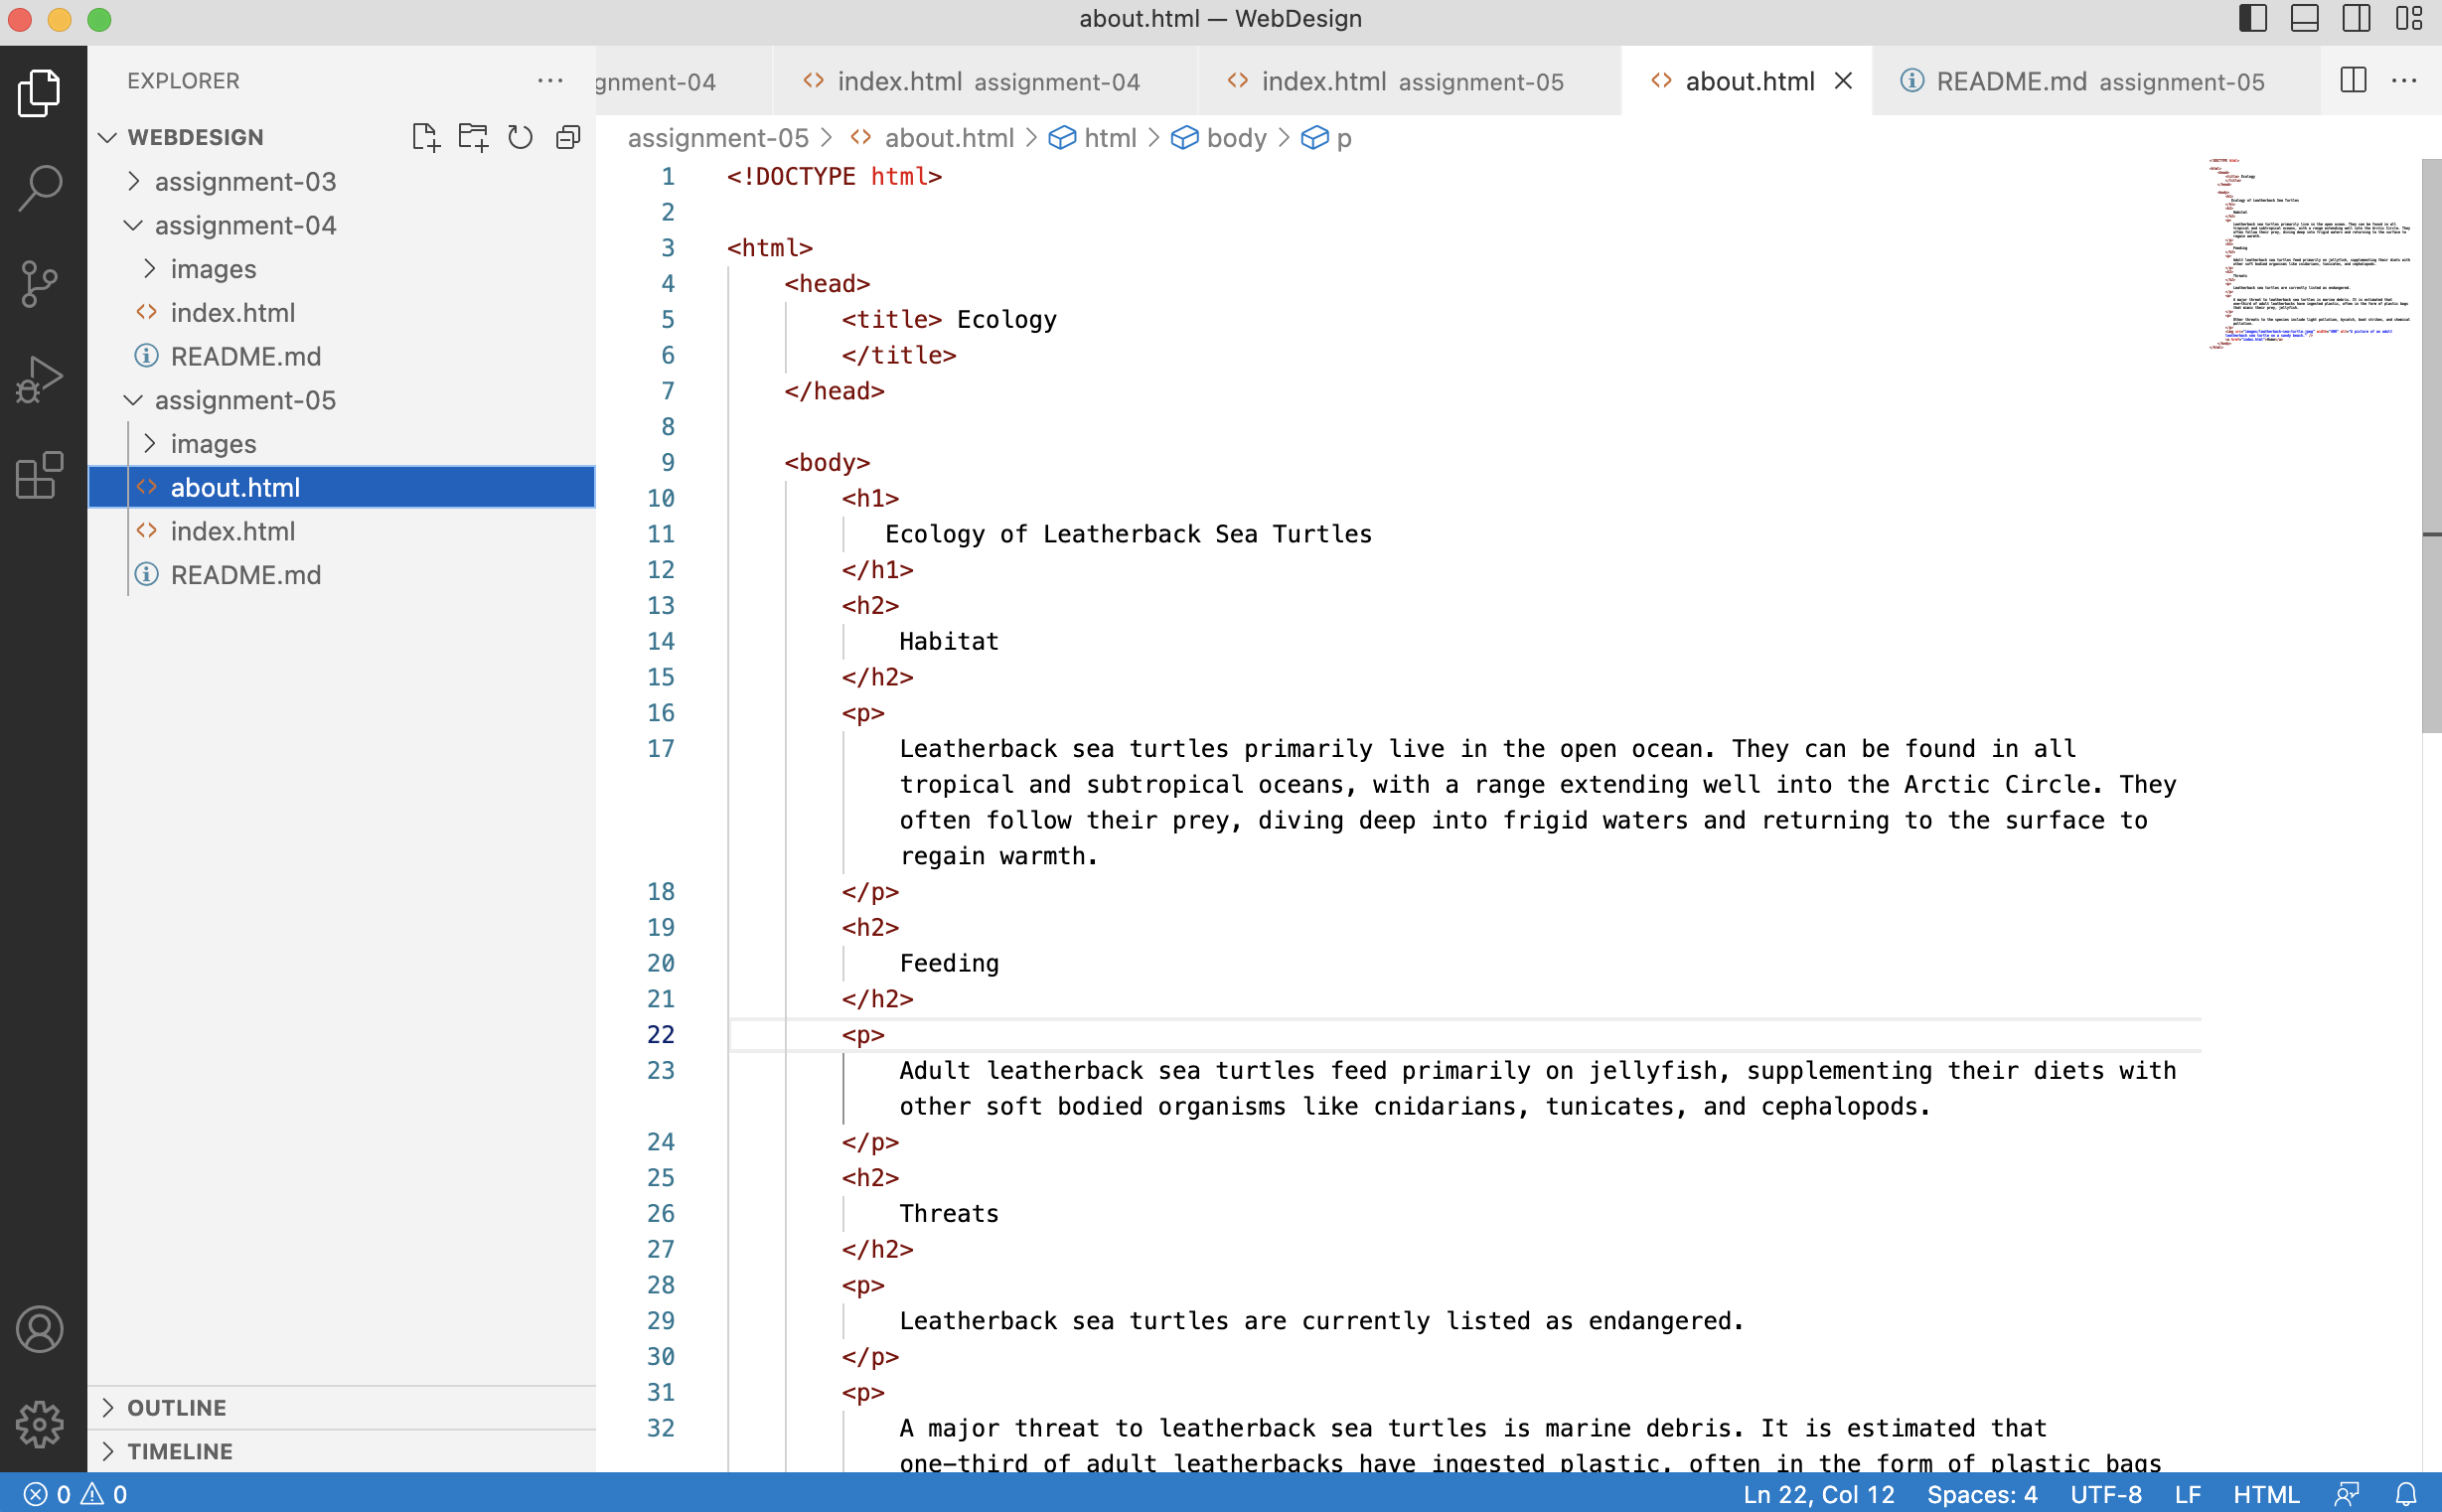 about.html — WebDesign
EXPLORER
gnment-04
index.html assignment-04
index.html assignment-05
about.html
README.md assignment-05
WEBDESIGN
assignment-03
assignment-04
images
index.html
README.md
assignment-05
images
about.html
index.html
README.md
OUTLINE
TIMELINE
assignment-05 > about.html > html > body > p
1 <!DOCTYPE html>
2
3 <html>
4 <head>
5 <title> Ecology
6 </title>
7 </head>
8
9 <body>
10 <h1>
11 Ecology of Leatherback Sea Turtles
12 </h1>
13 <h2>
14 Habitat
15 </h2>
16 <p>
17 Leatherback sea turtles primarily live in the open ocean. They can be found in all
tropical and subtropical oceans, with a range extending well into the Arctic Circle. They
often follow their prey, diving deep into frigid waters and returning to the surface to
regain warmth.
18 </p>
19 <h2>
20 Feeding
21 </h2>
22 <p>
23 Adult leatherback sea turtles feed primarily on jellyfish, supplementing their diets with
other soft bodied organisms like cnidarians, tunicates, and cephalopods.
24 </p>
25 <h2>
26 Threats
27 </h2>
28 <p>
29 Leatherback sea turtles are currently listed as endangered.
30 </p>
31 <p>
32 A major threat to leatherback sea turtles is marine debris. It is estimated that
one-third of adult leatherbacks have ingested plastic, often in the form of plastic bags
0 0
Ln 22, Col 12 Spaces: 4 UTF-8 LF HTML